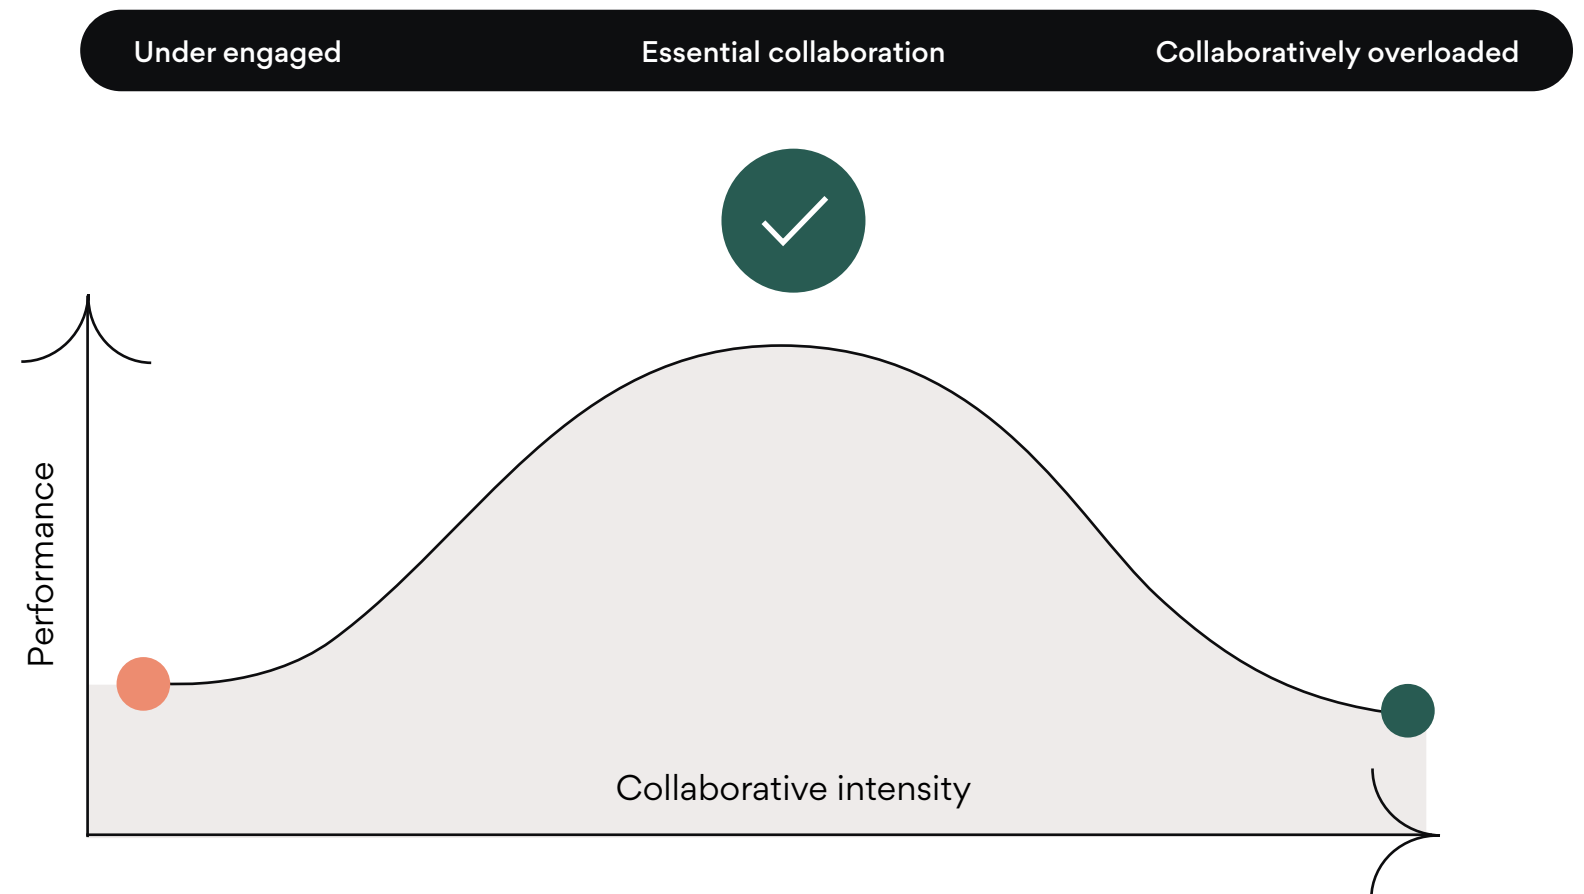 Under engaged
Essential collaboration
Collaboratively overloaded
Performance
Collaborative intensity